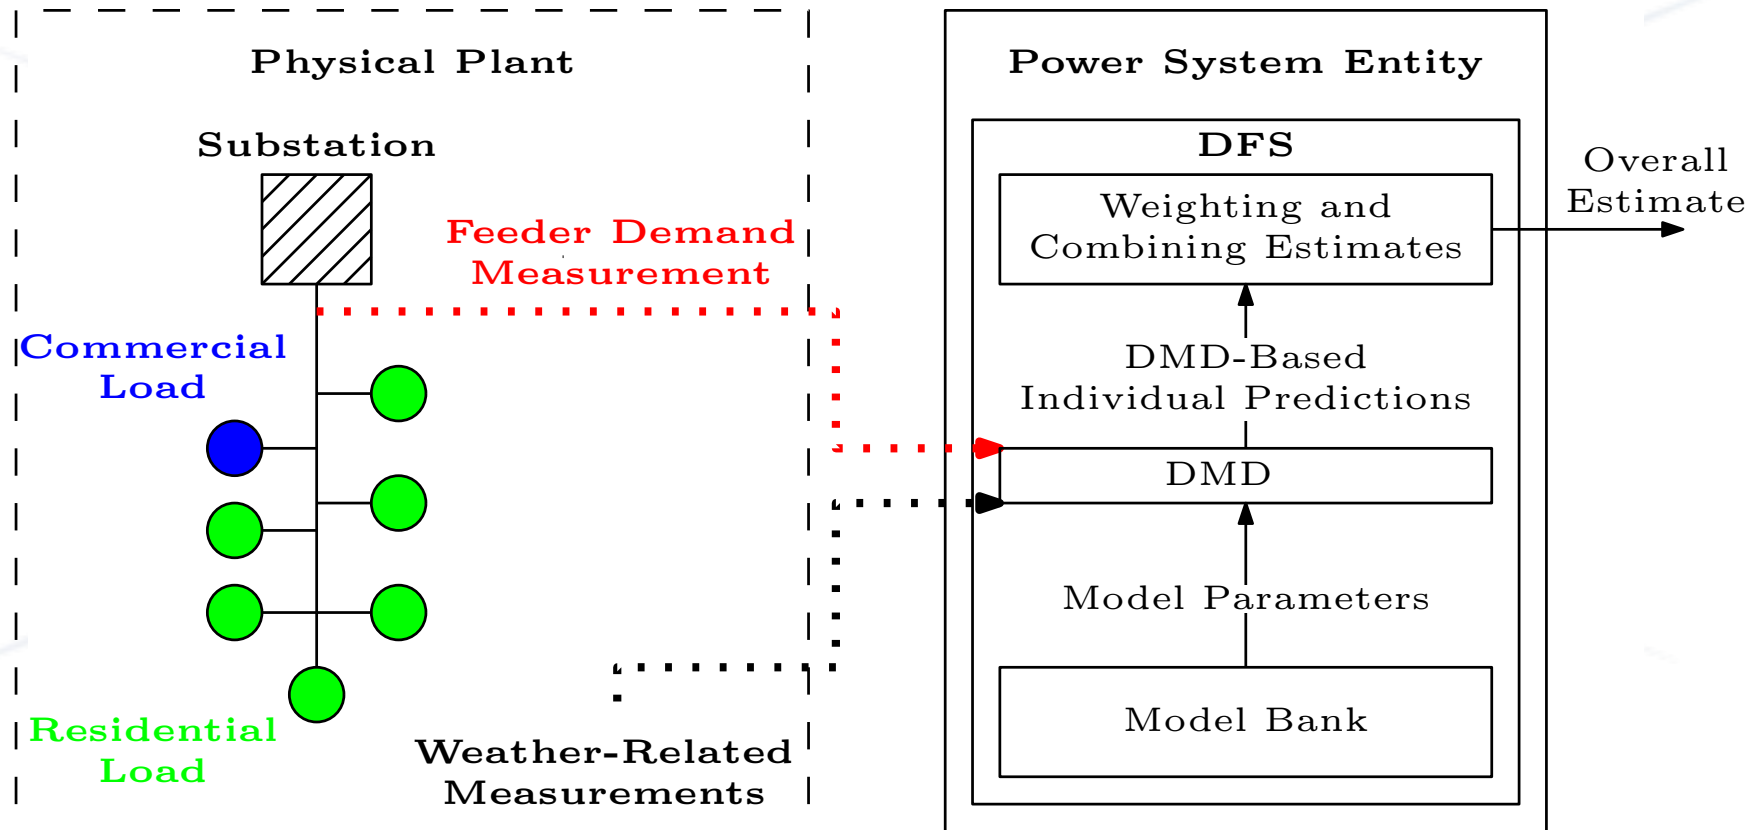 Physical Plant
Substation
Feeder Demand
Measurement
Commercial
Load
Residential
Load
Weather-Related
Measurements
Power System Entity
DFS
Weighting and
Combining Estimates
Overall
Estimate
DMD-Based
Individual Predictions
DMD
Model Parameters
Model Bank